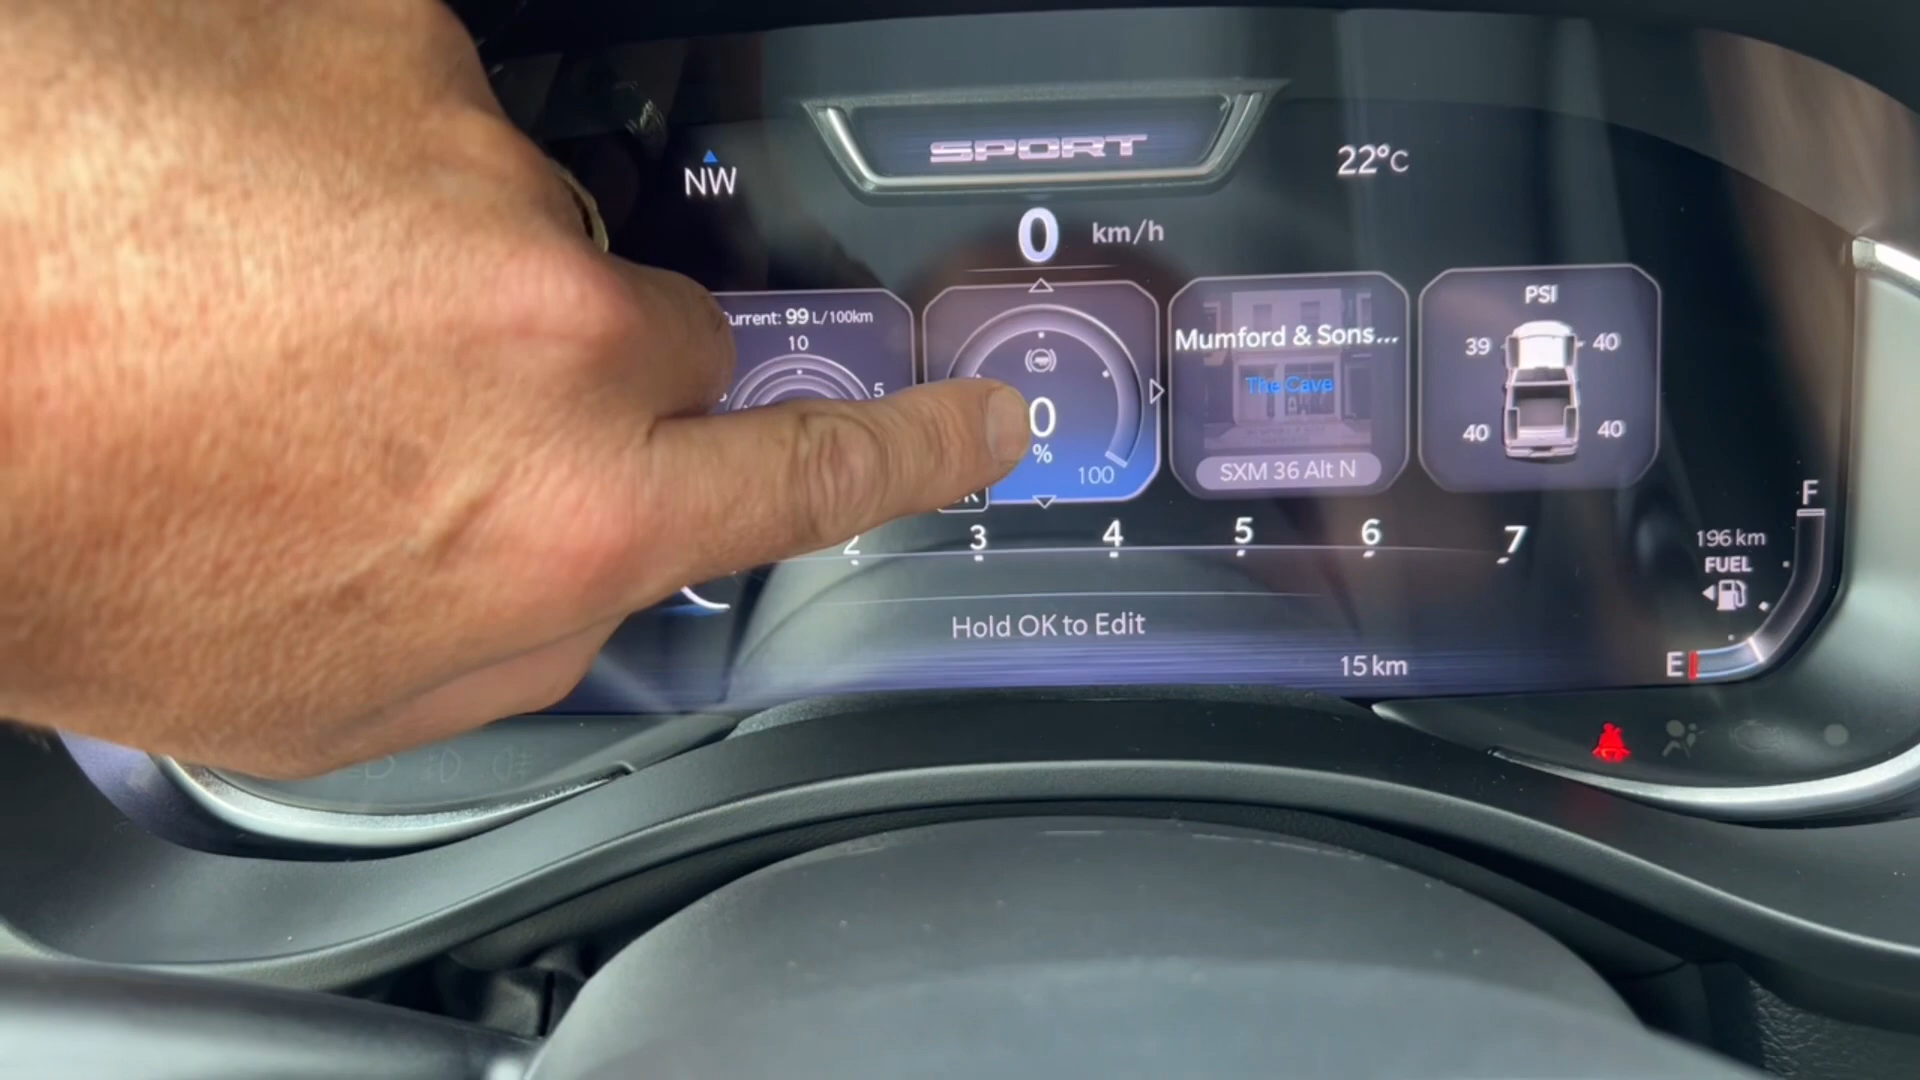 SPORT
NW
22°C
0 km/h
99 L/100km
10
5
0
%
100
Mumford & Sons...
The Cave
SXM 36 Alt N
PSI
39
40
40
40
2
3
4
5
6
7
F
196 km
FUEL
E
Hold OK to Edit
15 km